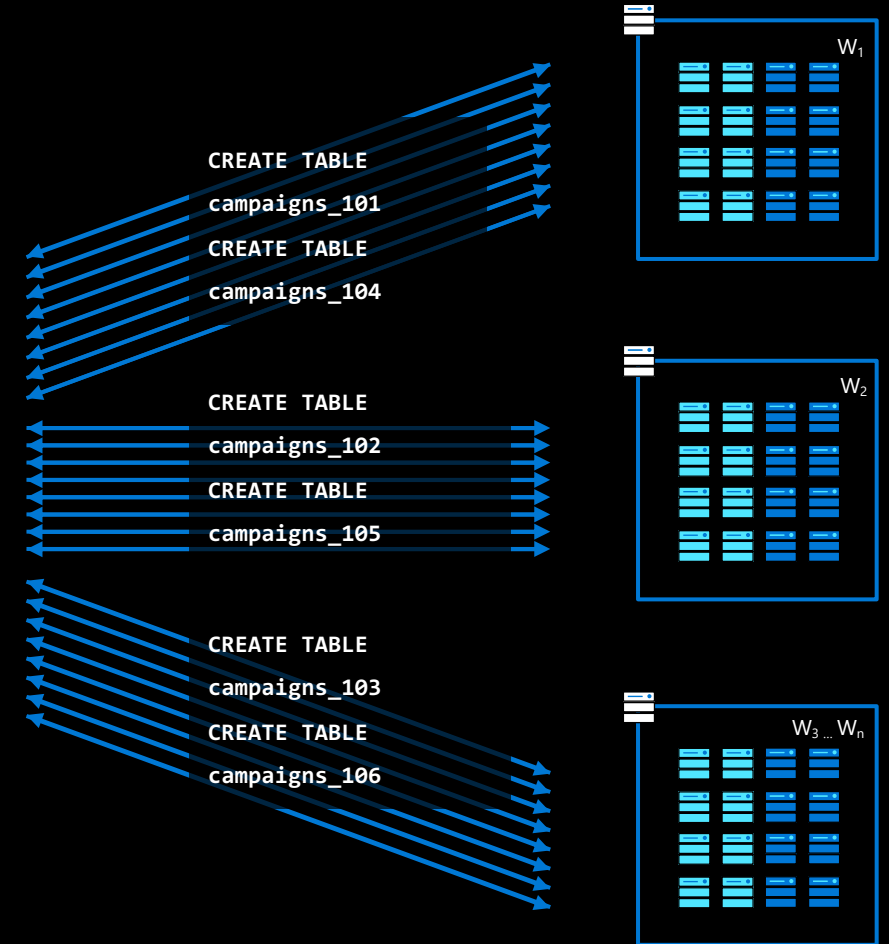 W₁
CREATE TABLE
campaigns_101
CREATE TABLE
campaigns_104
W₂
CREATE TABLE
campaigns_102
CREATE TABLE
campaigns_105
CREATE TABLE
campaigns_103
W₃ ... Wₙ
CREATE TABLE
campaigns_106